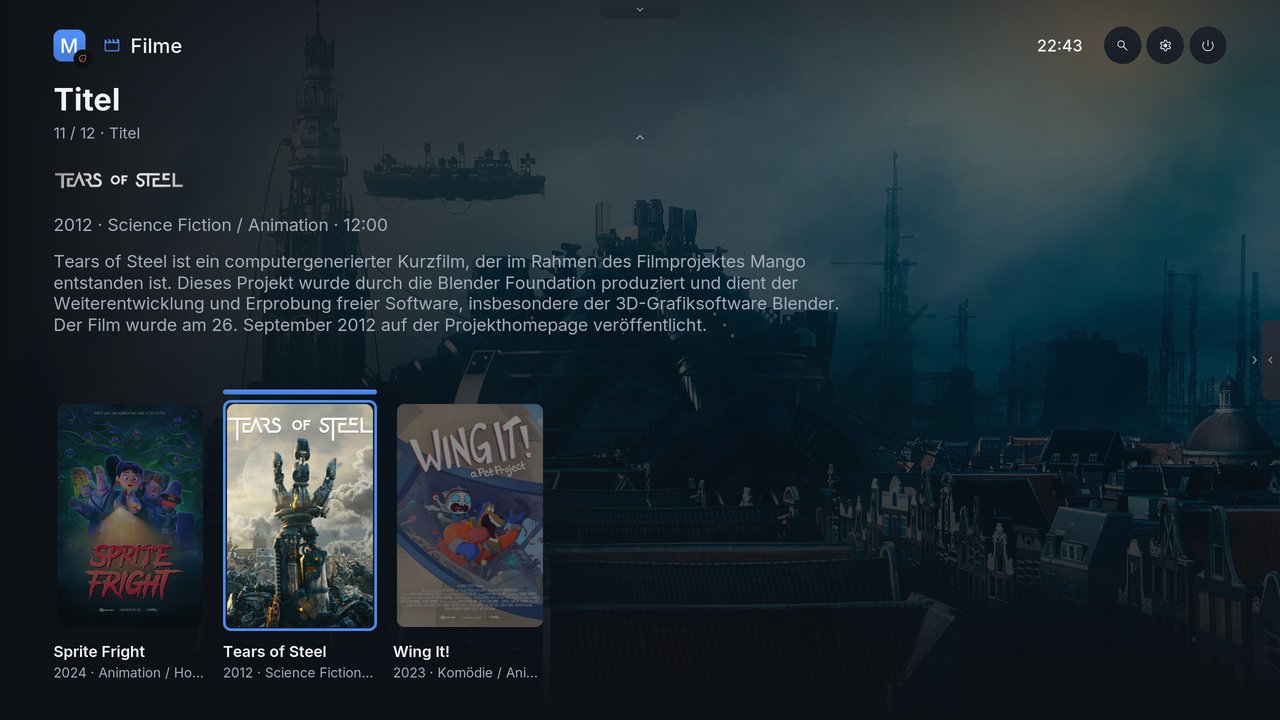 M
Filme
22:43
Titel
11 / 12 · Titel
TEARS OF STEEL
2012 · Science Fiction / Animation · 12:00
Tears of Steel ist ein computergenerierter Kurzfilm, der im Rahmen des Filmprojektes Mango
entstanden ist. Dieses Projekt wurde durch die Blender Foundation produziert und dient der
Weiterentwicklung und Erprobung freier Software, insbesondere der 3D-Grafiksoftware Blender.
Der Film wurde am 26. September 2012 auf der Projekthomepage veröffentlicht.
SPRITE
FRIGHT
TEARS OF STEEL
WING IT!
a Pet Project
Sprite Fright
2024 · Animation / Ho...
Tears of Steel
2012 · Science Fiction...
Wing It!
2023 · Komödie / Ani...